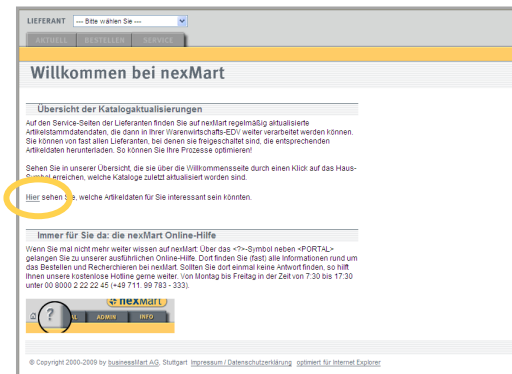 LIEFERANT --- Bitte wählen Sie ---
AKTUELL BESTELLEN SERVICE
Willkommen bei nexMart
Übersicht der Katalogaktualisierungen
Auf den Service-Seiten der Lieferanten finden Sie auf nexMart regelmäßig aktualisierte
Artikelstammdatendateien, die dann in Ihrer Warenwirtschafts-EDV weiter verarbeitet werden können.
Sie können von fast allen Lieferanten, bei denen sie freigeschaltet sind, die entsprechenden
Artikeldaten herunterladen. So können Sie Ihre Prozesse optimieren!
Sehen Sie in unserer Übersicht, die sie über die Willkommensseite durch einen Klick auf das Haus-
Symbol erreichen, welche Kataloge zuletzt aktualisiert worden sind.
Hier sehen Sie, welche Artikeldaten für Sie interessant sein könnten.
Immer für Sie da: die nexMart Online-Hilfe
Wenn Sie mal nicht mehr weiter wissen auf nexMart: Über das <?>-Symbol neben <PORTAL>
gelangen Sie zu unserer ausführlichen Online-Hilfe. Dort finden Sie (fast) alle Information rund um
das Bestellen und Recherchieren bei nexMart. Sollten Sie dort einmal keine Antwort finden, so hilft
Ihnen unsere kostenlose Hotline gerne weiter. Von Montag bis Freitag in der Zeit von 7:30 bis 17:30
unter 00 8000 2 22 22 45 (+49 711. 99 783 - 333).
nexMart
? AL ADMIN INFO
© Copyright 2000-2009 by businessMart AG, Stuttgart Impressum / Datenschutzerklärung optimiert für Internet Explorer